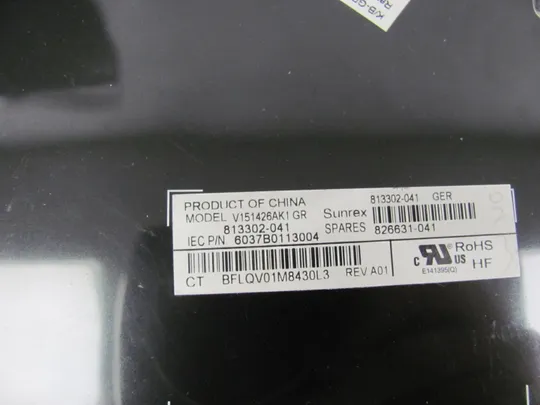 K/B-G
PRODUCT OF CHINA
MODEL V151426AK1 GR Sunrex
813302-041 GER
813302-041 SPARES 826631-041
IEC P/N 6037B0113004
CT BFLQV01M8430L3 REV A01
C UR US
E141395(Q)
RoHS
HF